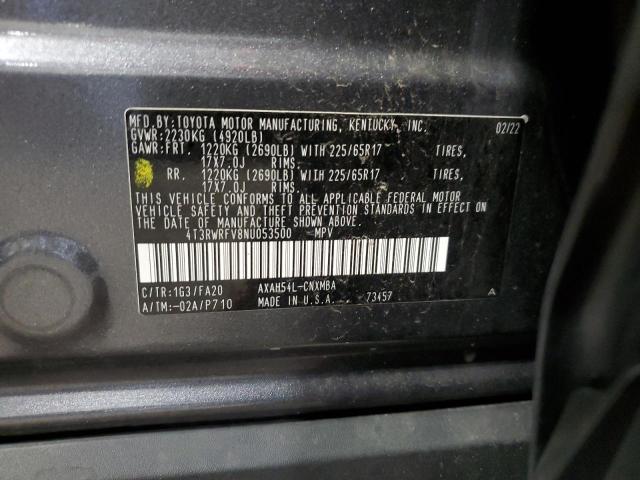 MFD.BY:TOYOTA MOTOR MANUFACTURING, KENTUCKY, INC. 02/22
GVWR:2230KG (4920LB)
GAWR:FRT. 1220KG (2690LB) WITH 225/65R17 TIRES,
17X7.0J RIMS.
RR. 1220KG (2690LB) WITH 225/65R17 TIRES,
17X7.0J RIMS.
THIS VEHICLE CONFORMS TO ALL APPLICABLE FEDERAL MOTOR
VEHICLE SAFETY AND THEFT PREVENTION STANDARDS IN EFFECT ON
THE DATE OF MANUFACTURE SHOWN ABOVE.
4T3RWRFV8NU053500 MPV
C/TR:1G3/FA20 AXAH54L-CNXMBA
A/TM:-02A/P710 MADE IN U.S.A. 73457 A